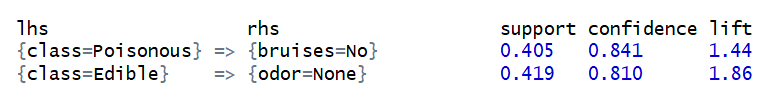 lhs rhs support confidence lift
{class=Poisonous} => {bruises=No} 0.405 0.841 1.44
{class=Edible} => {odor=None} 0.419 0.810 1.86